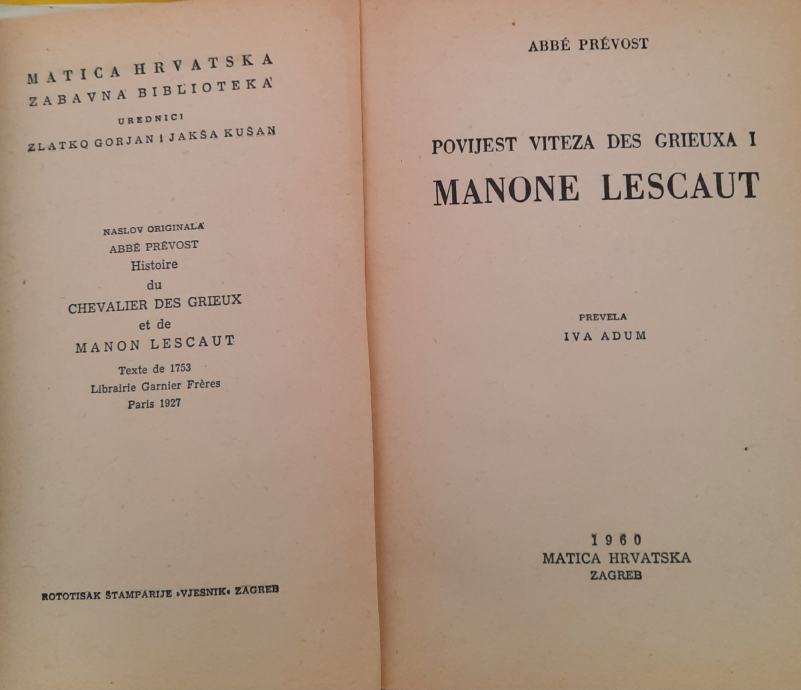 MATICA HRVATSKA
ZABAVNA BIBLIOTEKA
UREDNICI
ZLATKO GORJAN I JAKŠA KUŠAN
NASLOV ORIGINALA
ABBÉ PRÉVOST
Histoire
du
CHEVALIER DES GRIEUX
et de
MANON LESCAUT
Texte de 1753
Librairie Garnier Frères
Paris 1927
ROTOTISAK ŠTAMPARIJE »VJESNIK« ZAGREB
ABBÉ PRÉVOST
POVIJEST VITEZA DES GRIEUXA I
MANONE LESCAUT
PREVELA
IVA ADUM
1960
MATICA HRVATSKA
ZAGREB